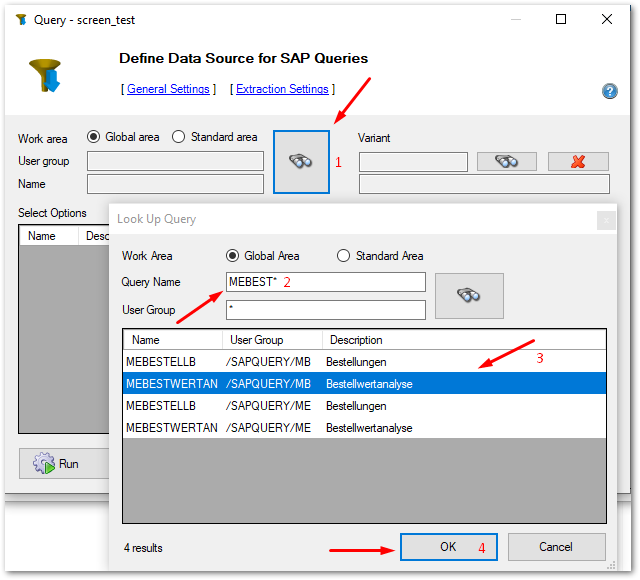 Query - screen_test
Define Data Source for SAP Queries
[ General Settings ] [ Extraction Settings ]
Work area Global area Standard area Variant
User group 1
Name
Select Options
Look Up Query
Name Desc
Work Area Global Area Standard Area
Query Name MEBEST* 2
User Group *
Name User Group Description
MEBESTELLB /SAPQUERY/MB Bestellungen 3
MEBESTWERTAN /SAPQUERY/MB Bestellwertanalyse
MEBESTELLB /SAPQUERY/ME Bestellungen
MEBESTWERTAN /SAPQUERY/ME Bestellwertanalyse
Run
4 results OK 4 Cancel